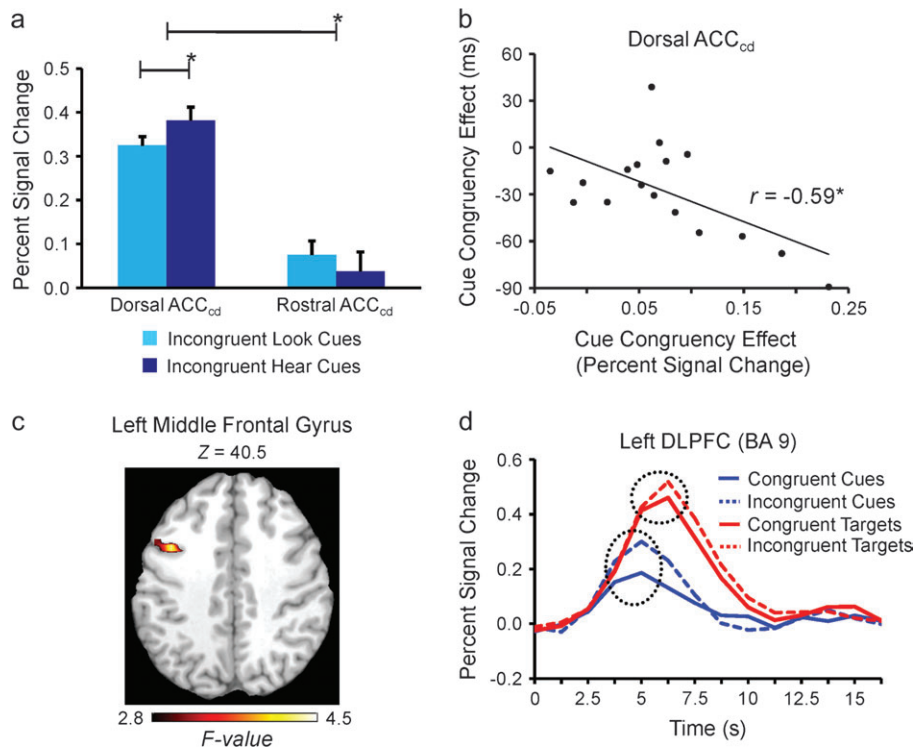 a
*
*
0.5
0.4
0.3
0.2
0.1
0.0
Percent Signal Change
Dorsal ACCcd
Rostral ACCcd
Incongruent Look Cues
Incongruent Hear Cues
b
Dorsal ACCcd
Cue Congruency Effect (ms)
60
30
0
-30
-60
-90
r = -0.59*
-0.05
0.05
0.15
0.25
Cue Congruency Effect
(Percent Signal Change)
c
Left Middle Frontal Gyrus
Z = 40.5
2.8
4.5
F-value
d
Left DLPFC (BA 9)
Percent Signal Change
0.6
0.4
0.2
0.0
-0.2
Congruent Cues
Incongruent Cues
Congruent Targets
Incongruent Targets
0
2.5
5
7.5
10
12.5
15
Time (s)